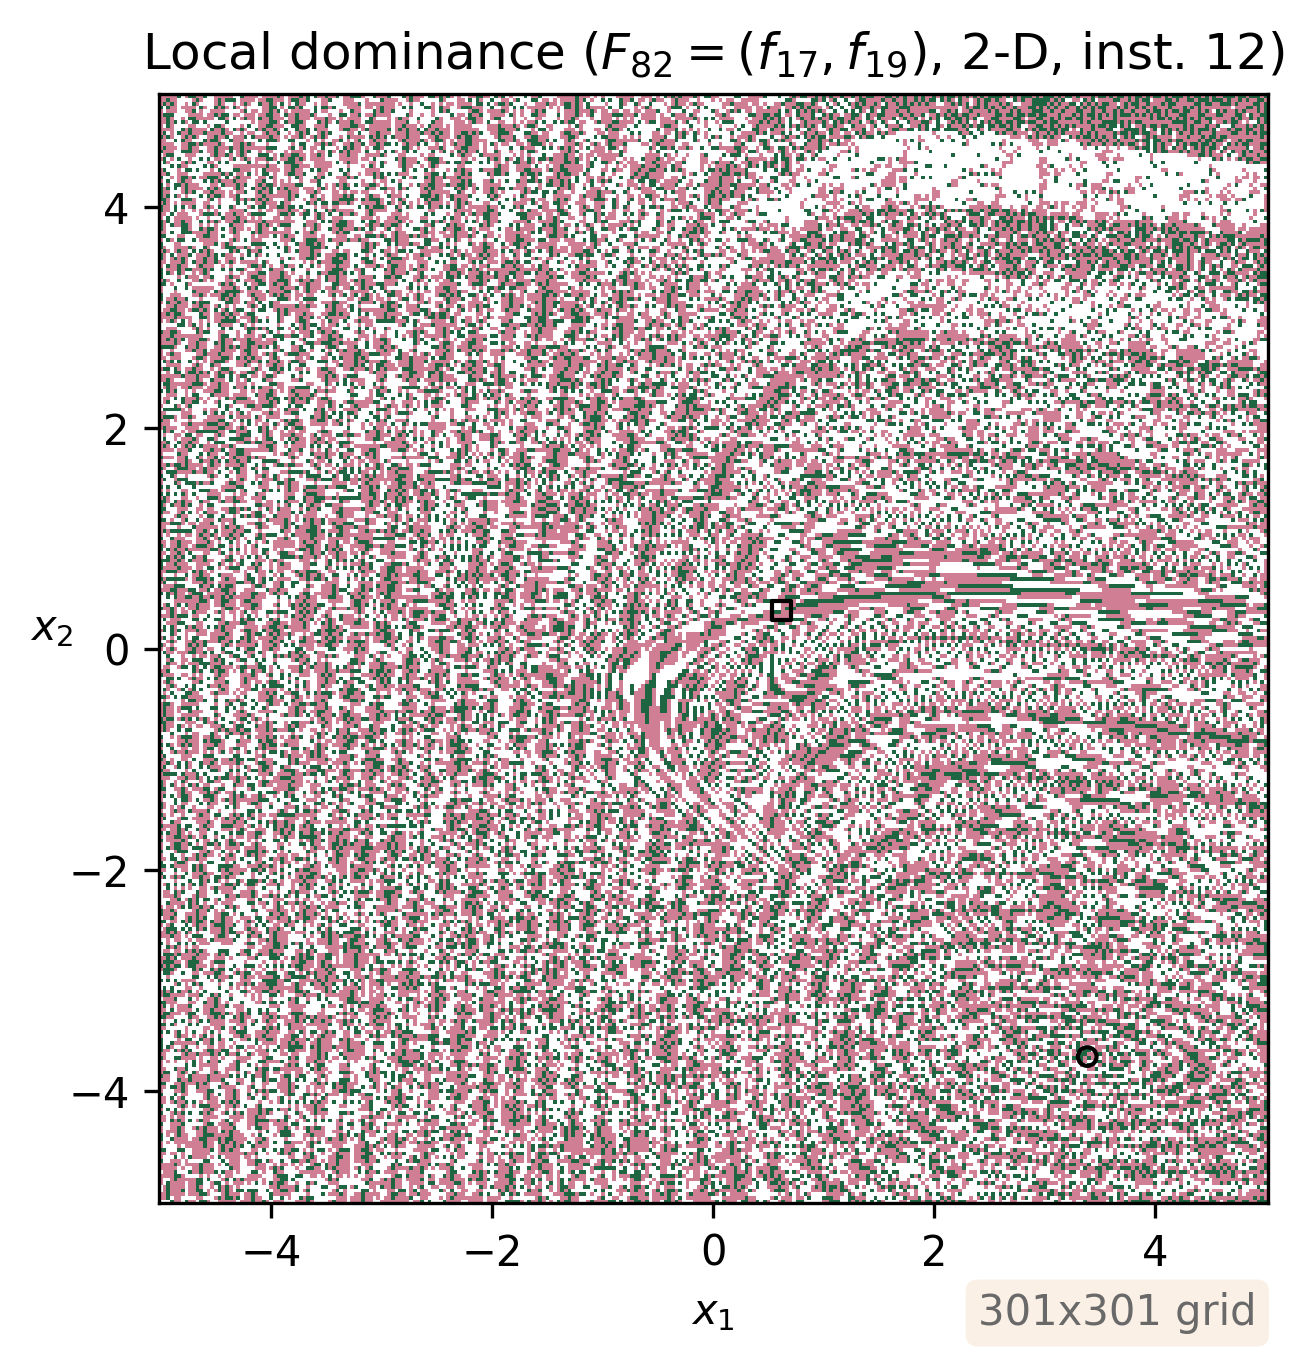 Local dominance (F₈₂ = (f₁₇, f₁₉), 2-D, inst. 12)
4
2
x₂ 0
−2
−4
−4 −2 0 2 4
x₁
301x301 grid